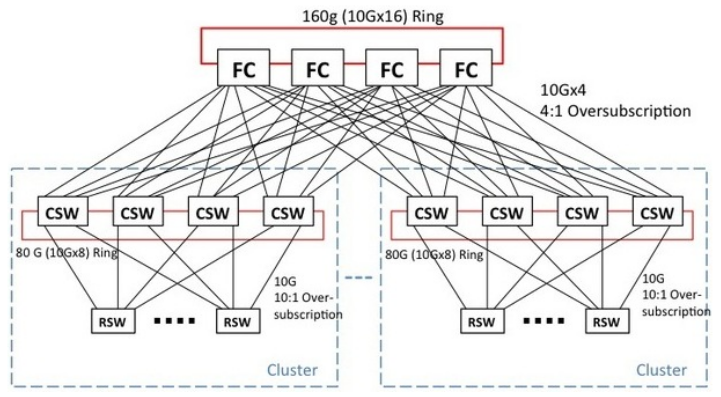 160g (10Gx16) Ring
FC FC FC FC
10Gx4
4:1 Oversubscription
CSW CSW CSW CSW
80 G (10Gx8) Ring
10G
10:1 Over-
subscription
RSW RSW
Cluster
CSW CSW CSW CSW
80G (10Gx8) Ring
10G
10:1 Over-
subscription
RSW RSW
Cluster